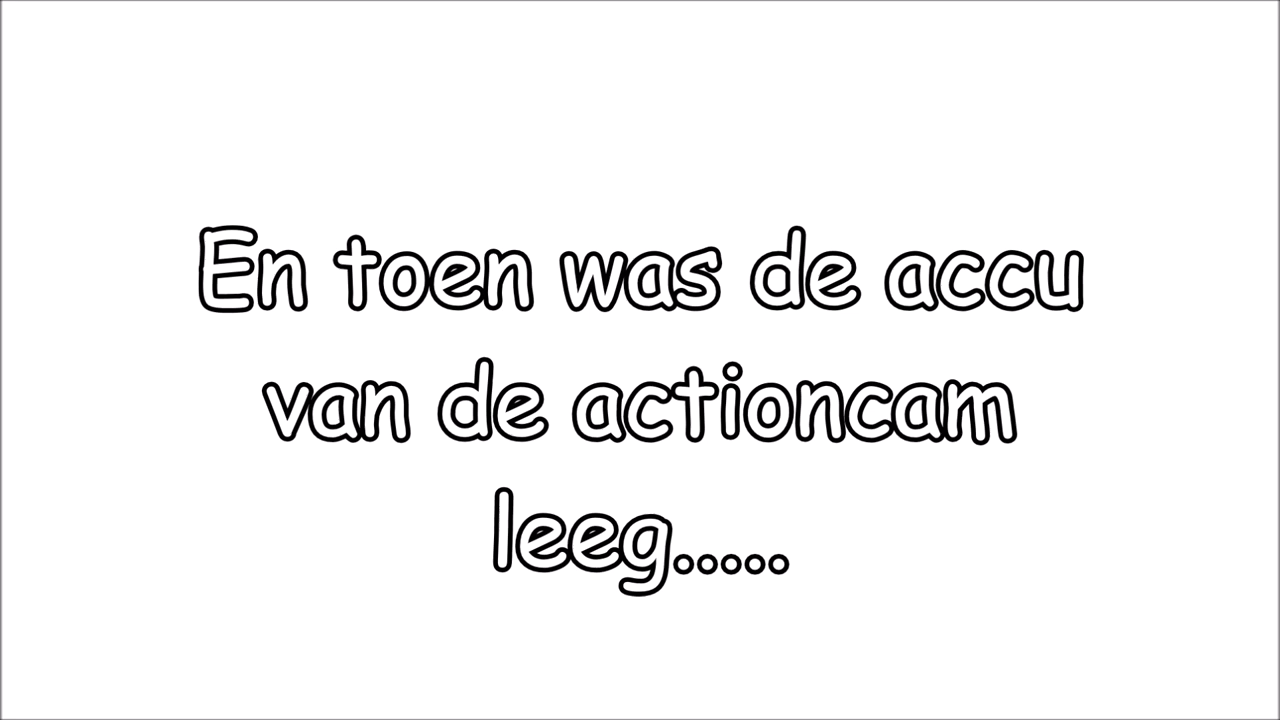 En toen was de accu
van de actioncam
leeg.....